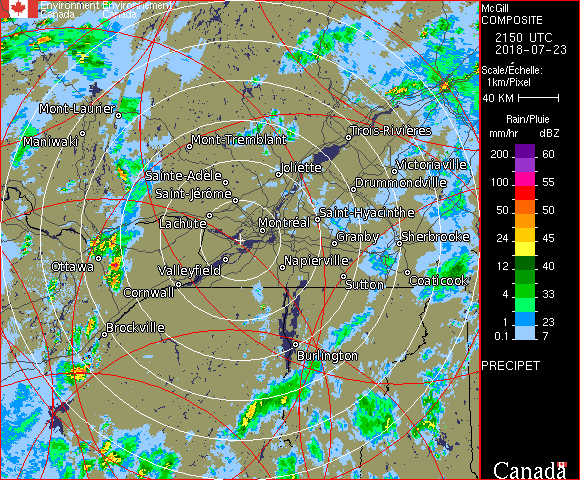 Environment Environnement
Canada Canada
McGill
COMPOSITE
2150 UTC
2018-07-23
Scale/Échelle:
1km/Pixel
40 KM
Rain/Pluie
mm/hr dBZ
200 60
100 55
50 50
24 45
12 40
4 33
1 23
0.1 7
PRECIPET
Canada
Mont-Laurier
Maniwaki
Mont-Tremblant
Trois-Rivières
Sainte-Adèle
Joliette
Victoriaville
Saint-Jérôme
Drummondville
Lachute
Montréal
Saint-Hyacinthe
Granby
Sherbrooke
Ottawa
Valleyfield
Napierville
Cornwall
Sutton
Coaticook
Brockville
Burlington